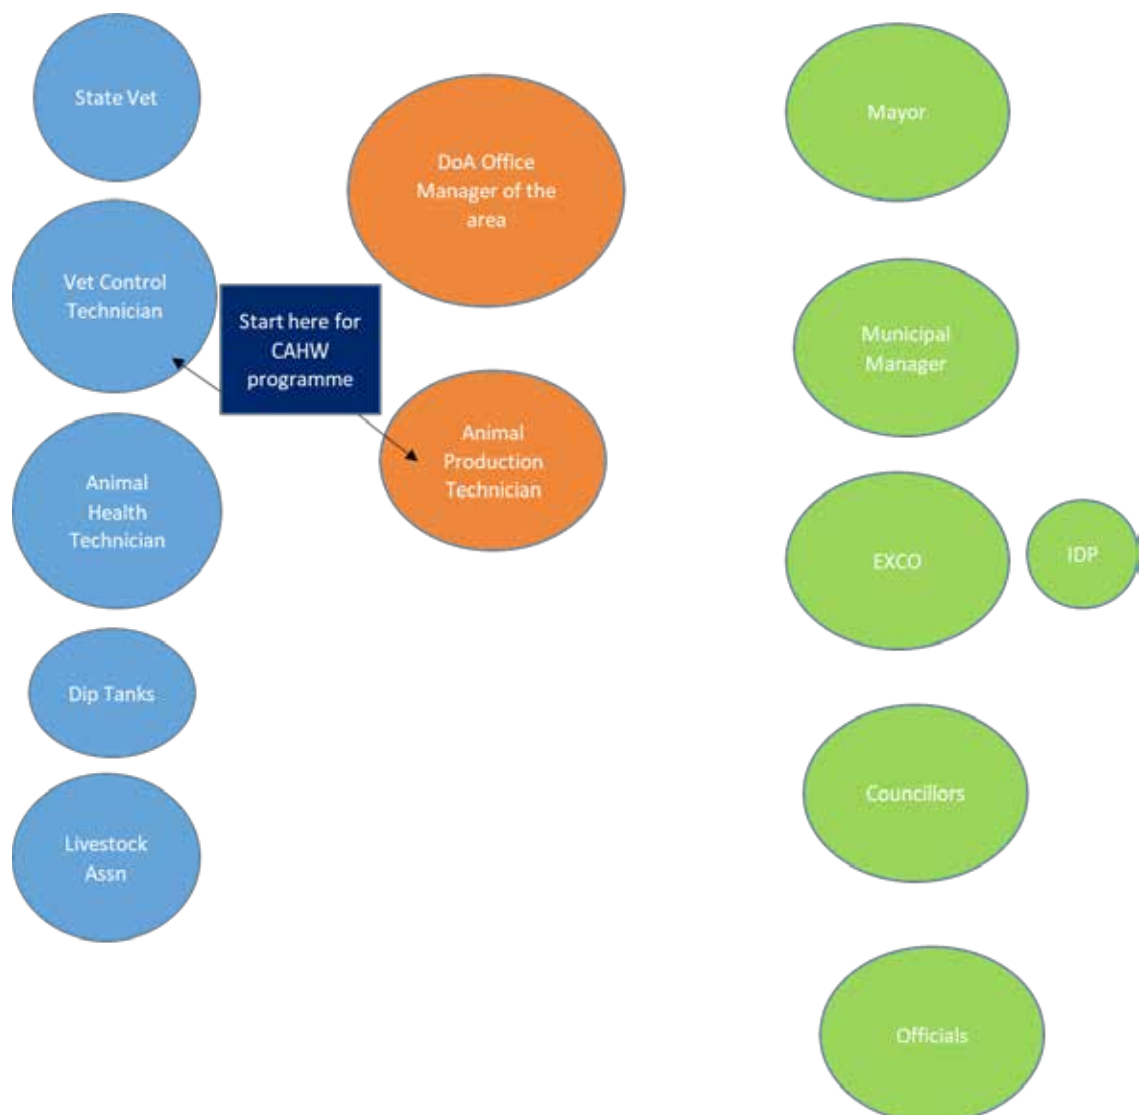 State Vet
DoA Office
Manager of the
area
Mayor
Vet Control
Technician
Start here for
CAHW
programme
Municipal
Manager
Animal
Production
Technician
Animal
Health
Technician
EXCO
IDP
Dip Tanks
Councillors
Livestock
Assn
Officials